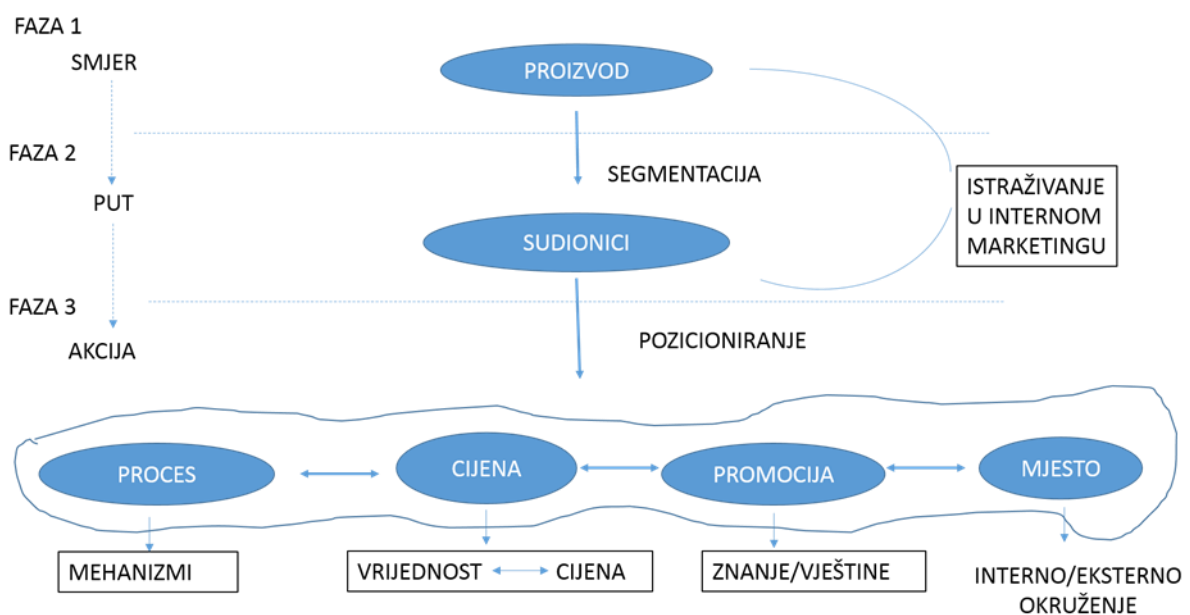 FAZA 1
SMJER
PROIZVOD
FAZA 2
SEGMENTACIJA
PUT
ISTRAŽIVANJE
U INTERNOM
MARKETINGU
SUDIONICI
FAZA 3
AKCIJA
POZICIONIRANJE
PROCES
CIJENA
PROMOCIJA
MJESTO
MEHANIZMI
VRIJEDNOST
CIJENA
ZNANJE/VJEŠTINE
INTERNO/EKSTERNO
OKRUŽENJE